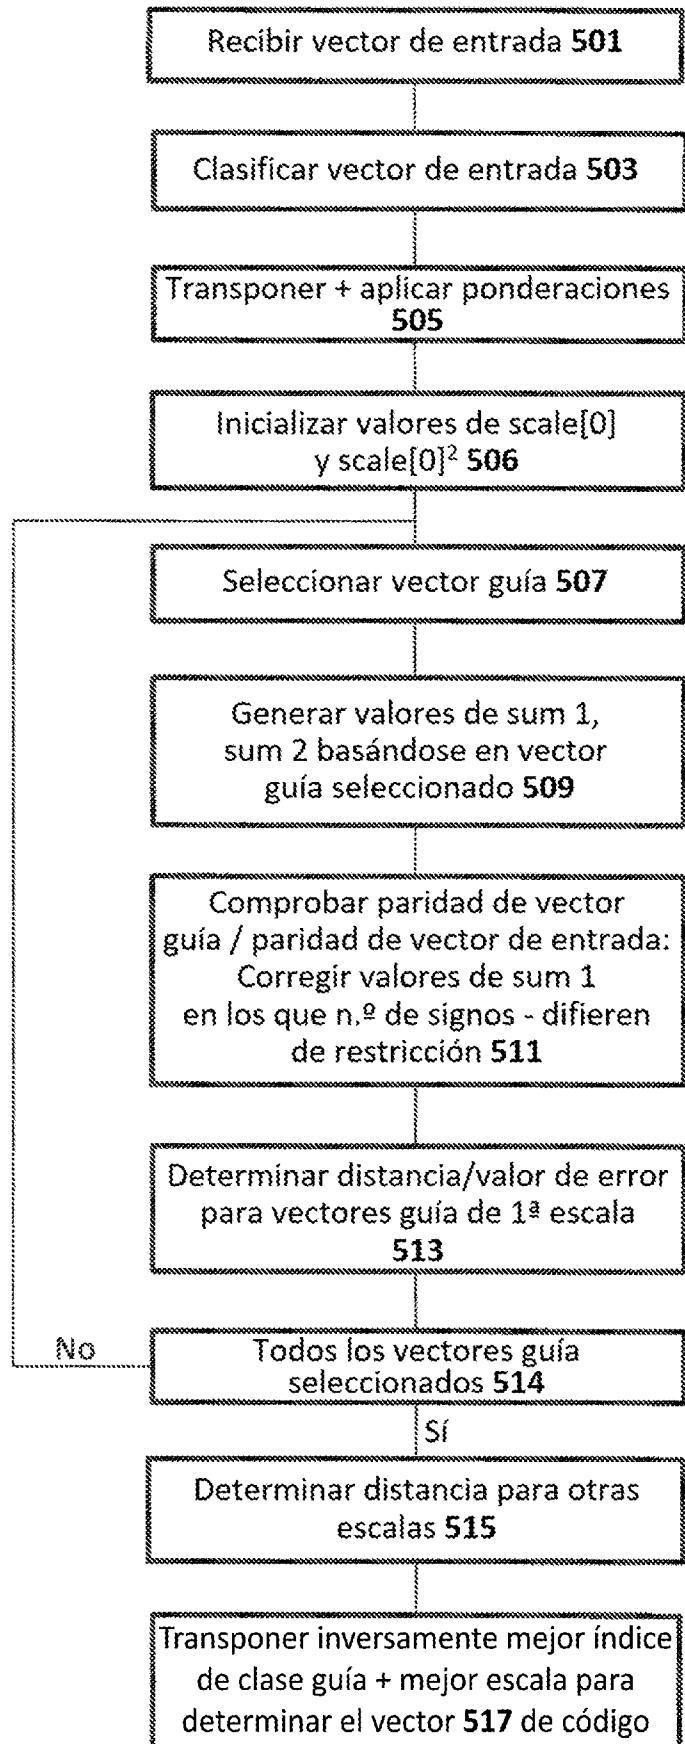 Recibir vector de entrada 501
Clasificar vector de entrada 503
Transponer + aplicar ponderaciones
505
Inicializar valores de scale[0]
y scale[0]² 506
Seleccionar vector guía 507
Generar valores de sum 1,
sum 2 basándose en vector
guía seleccionado 509
Comprobar paridad de vector
guía / paridad de vector de entrada:
Corregir valores de sum 1
en los que n.º de signos - difieren
de restricción 511
Determinar distancia/valor de error
para vectores guía de 1ª escala
513
No
Todos los vectores guía
seleccionados 514
Sí
Determinar distancia para otras
escalas 515
Transponer inversamente mejor índice
de clase guía + mejor escala para
determinar el vector 517 de código